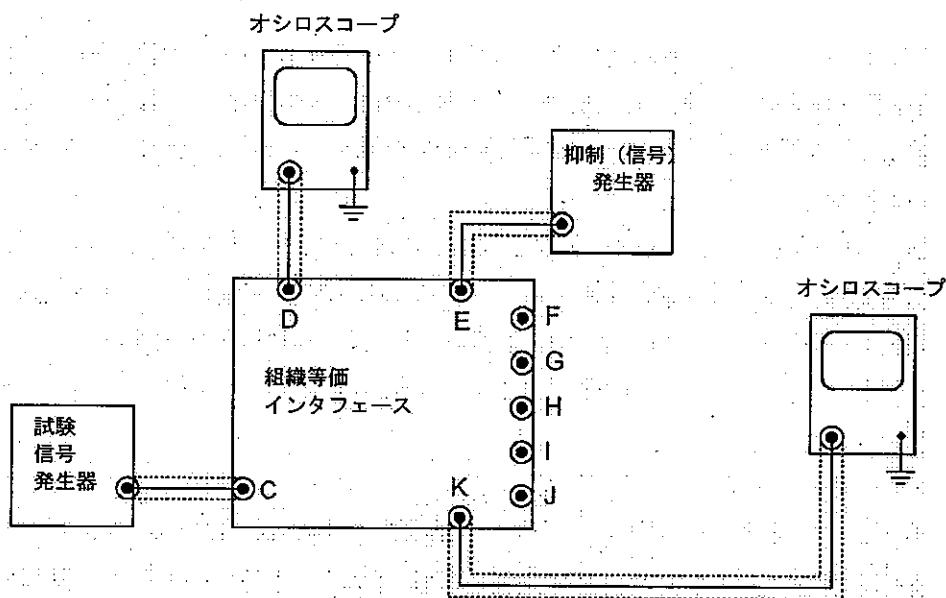 オシロスコープ
抑制（信号）
発生器
オシロスコープ
D
E
F
G
H
I
J
K
C
組織等価
インタフェース
試験
信号
発生器